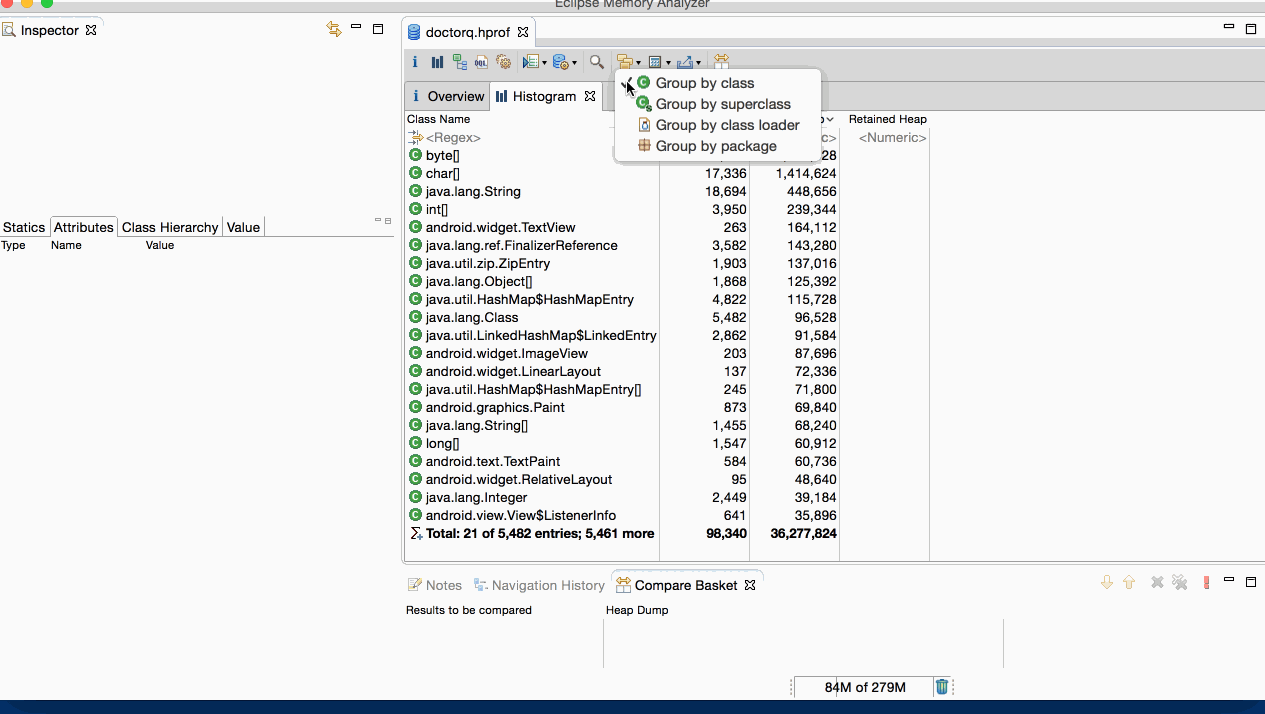 Eclipse Memory Analyzer
Inspector
doctorq.hprof
i OQL
i Overview Histogram
Group by class
Group by superclass
Group by class loader
Group by package
Class Name Retained Heap
<Regex> c> <Numeric>
byte[] 28
char[] 17,336 1,414,624
java.lang.String 18,694 448,656
int[] 3,950 239,344
android.widget.TextView 263 164,112
java.lang.ref.FinalizerReference 3,582 143,280
java.util.zip.ZipEntry 1,903 137,016
java.lang.Object[] 1,868 125,392
java.util.HashMap$HashMapEntry 4,822 115,728
java.lang.Class 5,482 96,528
java.util.LinkedHashMap$LinkedEntry 2,862 91,584
android.widget.ImageView 203 87,696
android.widget.LinearLayout 137 72,336
java.util.HashMap$HashMapEntry[] 245 71,800
android.graphics.Paint 873 69,840
java.lang.String[] 1,455 68,240
long[] 1,547 60,912
android.text.TextPaint 584 60,736
android.widget.RelativeLayout 95 48,640
java.lang.Integer 2,449 39,184
android.view.View$ListenerInfo 641 35,896
Total: 21 of 5,482 entries; 5,461 more 98,340 36,277,824
Statics Attributes Class Hierarchy Value
Type Name Value
Notes Navigation History Compare Basket
Results to be compared Heap Dump
84M of 279M